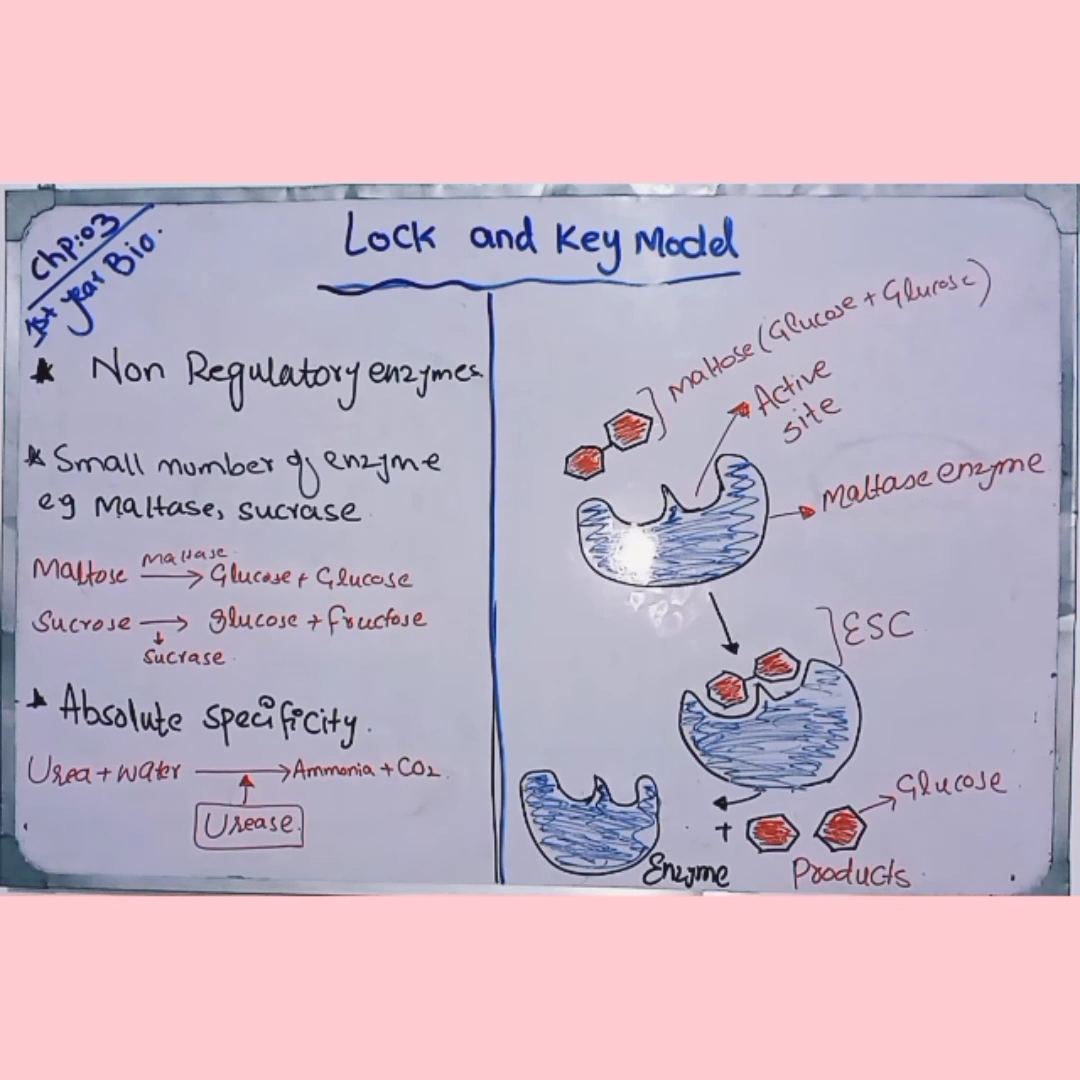 Chp:03
1st year Bio.
Lock and Key Model
★ Non Regulatory enzymes.
★ Small number of enzyme
eg Maltase, sucrase
Maltose ⟶ Glucose + Glucose
Maltase
Sucrose ⟶ glucose + fructose
↓
Sucrase
★ Absolute specificity.
Urea + water ⟶ Ammonia + CO2
Urease
Maltose (Glucose + Glucose)
Active
site
Maltase enzyme
ESC
Glucose
+
Enzyme
Products